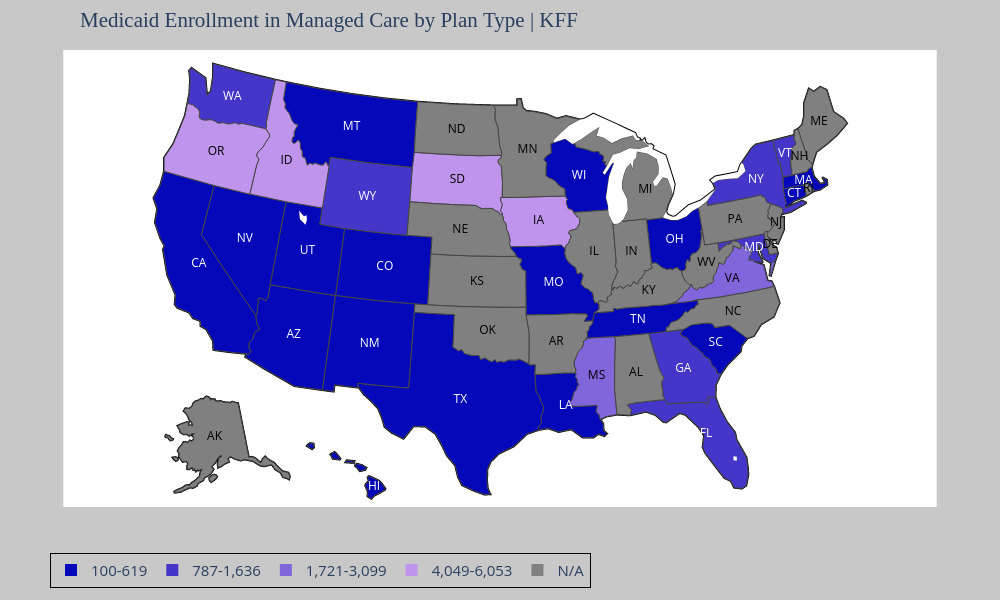 Medicaid Enrollment in Managed Care by Plan Type | KFF
WA
MT
ND
MN
ME
OR
ID
SD
WI
MI
VT
NH
WY
NY
MA
CT
IA
NE
PA
NJ
NV
UT
CO
KS
IL
IN
OH
MD
DE
CA
MO
KY
WV
VA
AZ
NM
OK
AR
TN
NC
SC
TX
LA
MS
AL
GA
FL
AK
HI
100-619
787-1,636
1,721-3,099
4,049-6,053
N/A